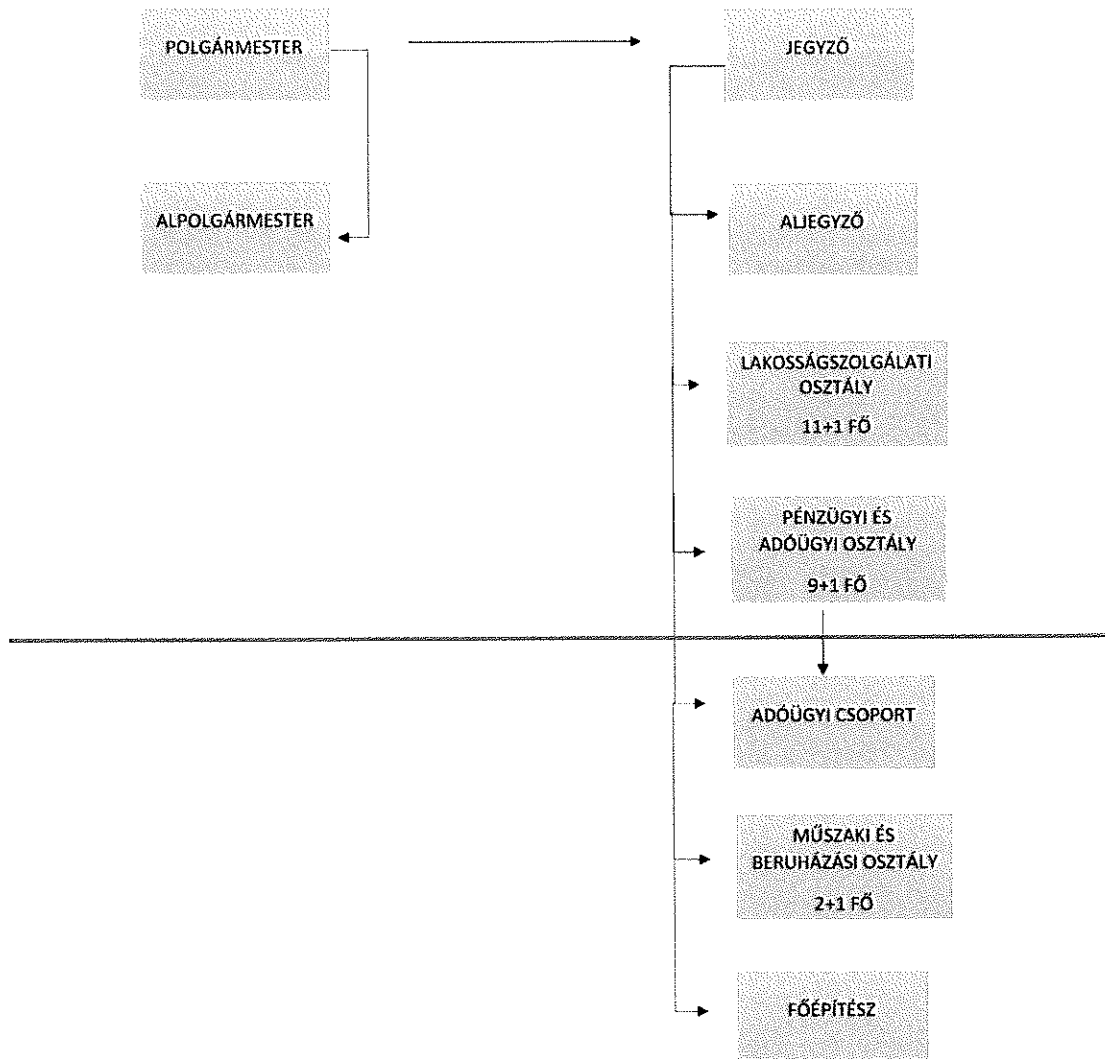 POLGÁRMESTER
JEGYZŐ
ALPOLGÁRMESTER
ALJEGYZŐ
LAKOSSÁGSZOLGÁLATI
OSZTÁLY
11+1 FŐ
PÉNZÜGYI ÉS
ADÓÜGYI OSZTÁLY
9+1 FŐ
ADÓÜGYI CSOPORT
MŰSZAKI ÉS
BERUHÁZÁSI OSZTÁLY
2+1 FŐ
FŐÉPÍTÉSZ